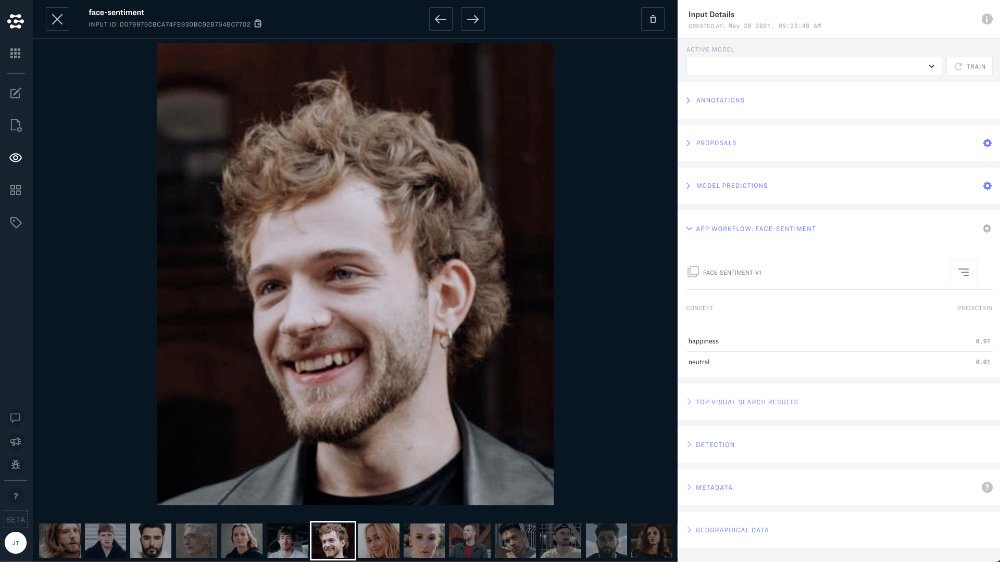 face-sentiment
INPUT ID:
Input Details
CREATED AT: May 26 2021, 09:23:48 AM
ACTIVE MODEL
TRAIN
ANNOTATIONS
PROPOSALS
MODEL PREDICTIONS
APP WORKFLOW: FACE-SENTIMENT
FACE-SENTIMENT-V1
CONCEPT PREDICTION
happiness 0.97
neutral 0.01
TOP VISUAL SEARCH RESULTS
DETECTION
METADATA
GEOGRAPHICAL DATA
?
BETA
JT